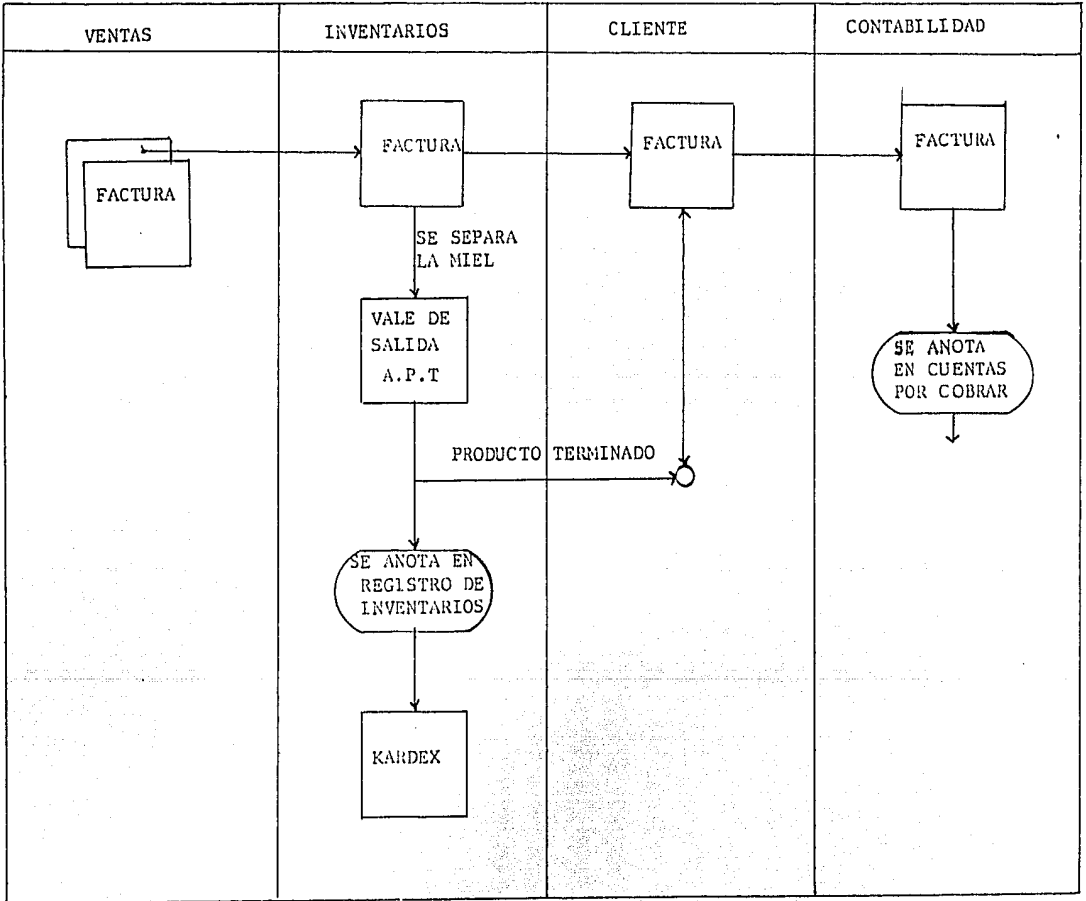 VENTAS
INVENTARIOS
CLIENTE
CONTABILIDAD
FACTURA
FACTURA
FACTURA
FACTURA
SE SEPARA
LA MIEL
VALE DE
SALIDA
A.P.T
PRODUCTO TERMINADO
SE ANOTA EN
REGISTRO DE
INVENTARIOS
KARDEX
SE ANOTA
EN CUENTAS
POR COBRAR